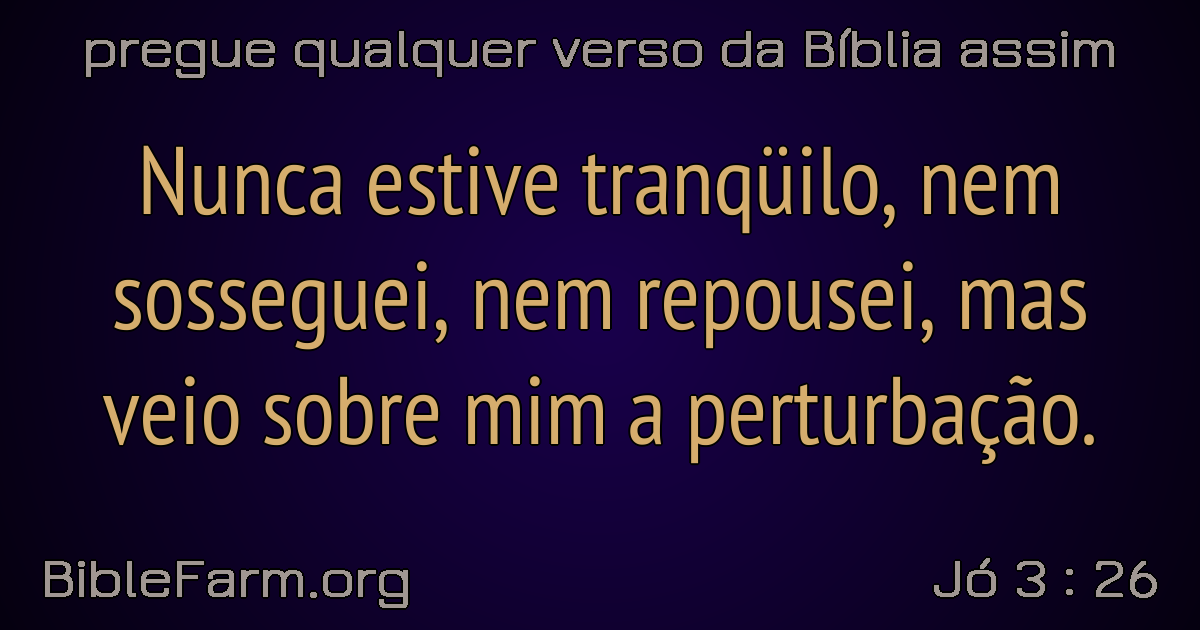 pregue qualquer verso da Bíblia assim
Nunca estive tranqüilo, nem
sosseguei, nem repousei, mas
veio sobre mim a perturbação.
BibleFarm.org
Jó 3 : 26